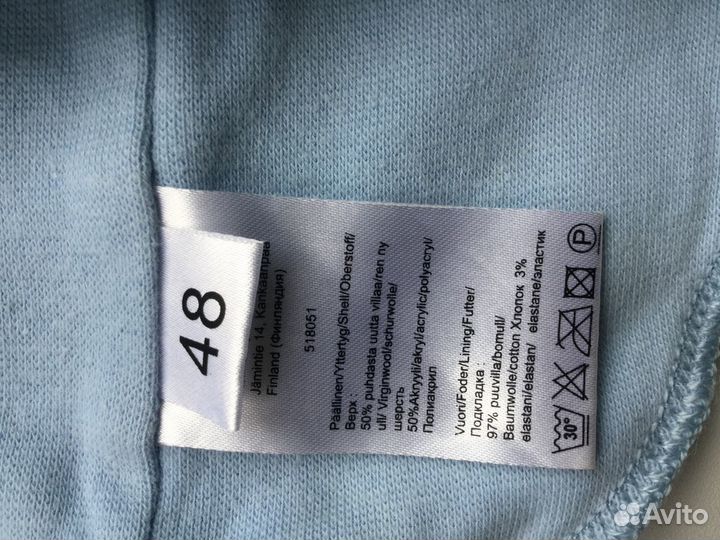 48
Jämintie 14, Kankaanpää
Finland (Финляндия)
518051
Päällinen/Yttertyg/Shell/Oberstoff/
Верх :
50% puhdasta uutta villaa/ren ny
ull/ Virginwool/schurwolle/
шерсть
50%Akryyli/akryl/acrylic/polyacryl/
Полиакрил
Vuori/Foder/Lining/Futter/
Подкладка :
97% puuvilla/bomull/
Baumwolle/cotton Хлопок 3%
elastani/elastan/ elastane/эластик
30°
P
Avito